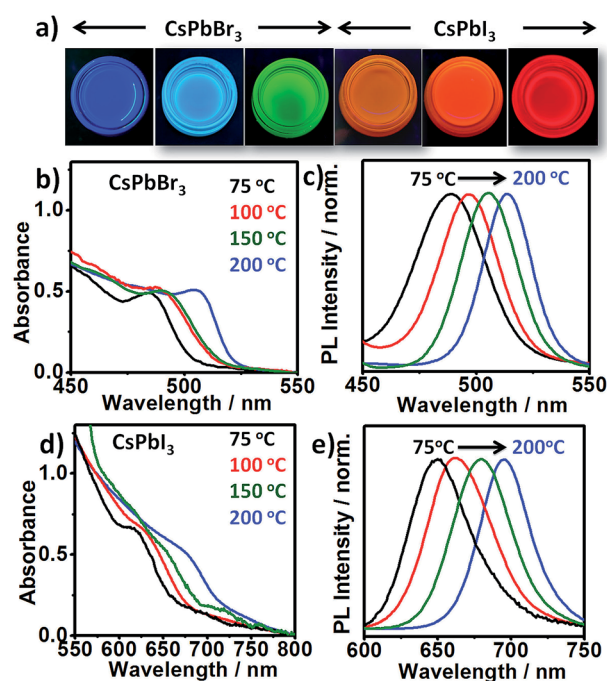 a) CsPbBr₃ CsPbI₃
b) CsPbBr₃
75 °C
100 °C
150 °C
200 °C
Absorbance
1.0
0.5
0.0
450 500 550
Wavelength / nm
c) 75 °C 200 °C
PL Intensity / norm.
450 500 550
Wavelength / nm
d) CsPbI₃
75 °C
100 °C
150 °C
200 °C
Absorbance
1.0
0.5
0.0
550 600 650 700 750 800
Wavelength / nm
e) 75°C 200°C
PL Intensity / norm.
600 650 700 750
Wavelength / nm